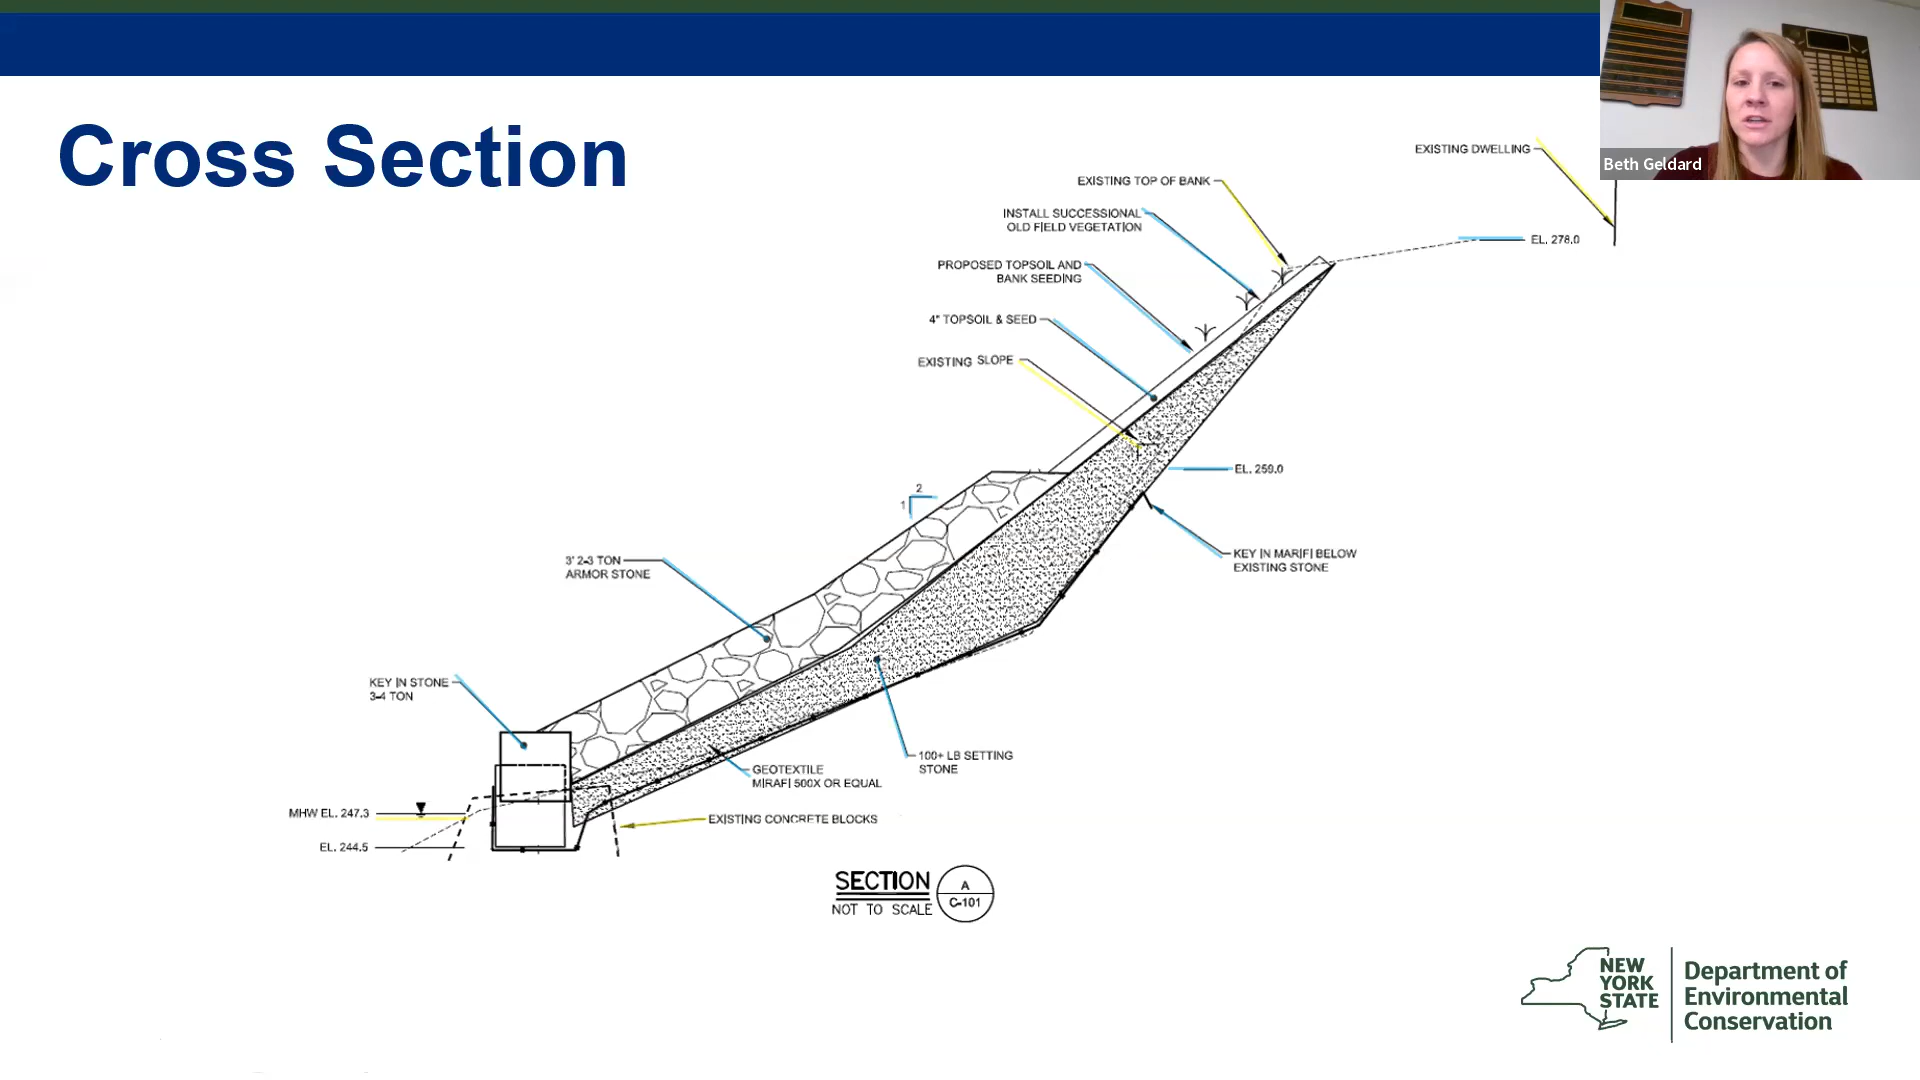 Cross Section
Beth Geldard
EXISTING DWELLING
EXISTING TOP OF BANK
INSTALL SUCCESSIONAL
OLD FIELD VEGETATION
EL. 278.0
PROPOSED TOPSOIL AND
BANK SEEDING
4" TOPSOIL & SEED
EXISTING SLOPE
EL. 259.0
2
1
KEY IN MARIFI BELOW
EXISTING STONE
3' 2-3 TON
ARMOR STONE
KEY IN STONE
3-4 TON
100+ LB SETTING
STONE
GEOTEXTILE
MIRAFI 500X OR EQUAL
MHW EL. 247.3
EXISTING CONCRETE BLOCKS
EL. 244.5
SECTION
NOT TO SCALE
A
C-101
NEW
YORK
STATE
Department of
Environmental
Conservation